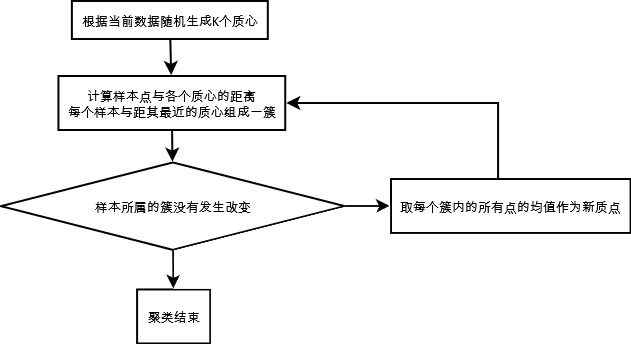 根据当前数据随机生成K个质心
计算样本点与各个质心的距离
每个样本与距其最近的质心组成一簇
样本所属的簇没有发生改变
取每个簇内的所有点的均值作为新质点
聚类结束